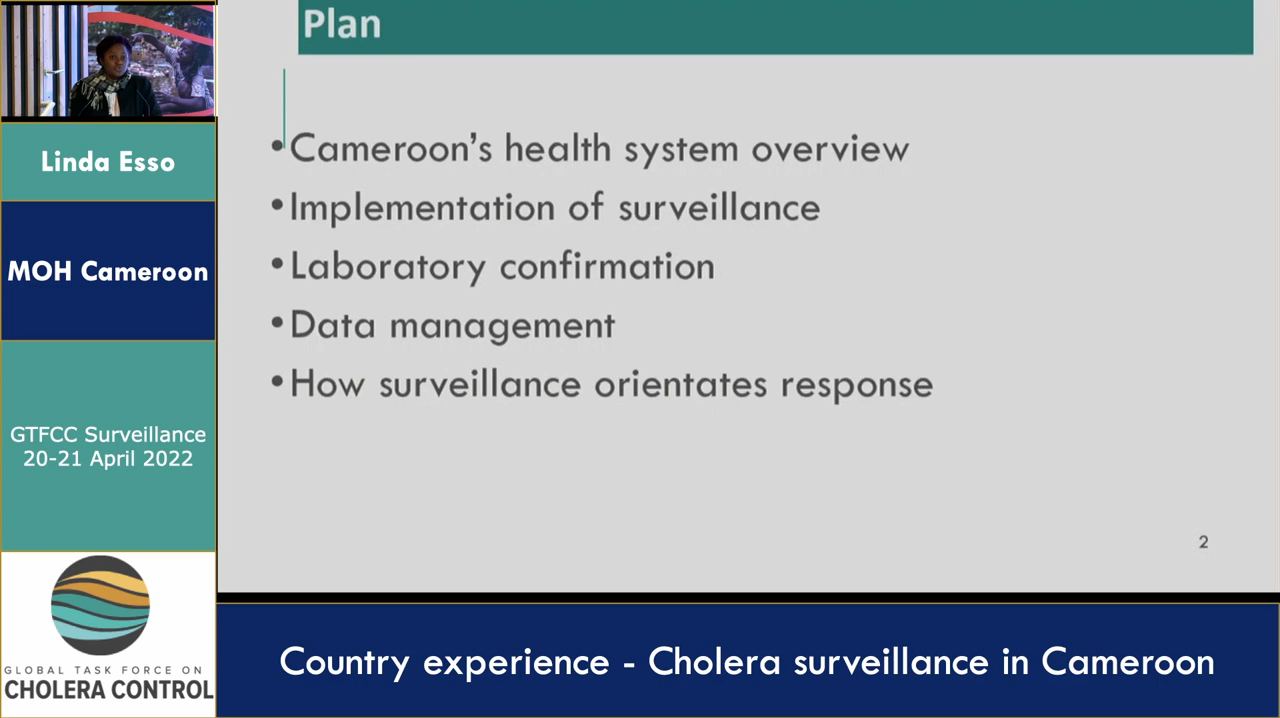 Plan
•Cameroon’s health system overview
•Implementation of surveillance
•Laboratory confirmation
•Data management
•How surveillance orientates response
2
Linda Esso
MOH Cameroon
GTFCC Surveillance
20-21 April 2022
GLOBAL TASK FORCE ON
CHOLERA CONTROL
Country experience - Cholera surveillance in Cameroon